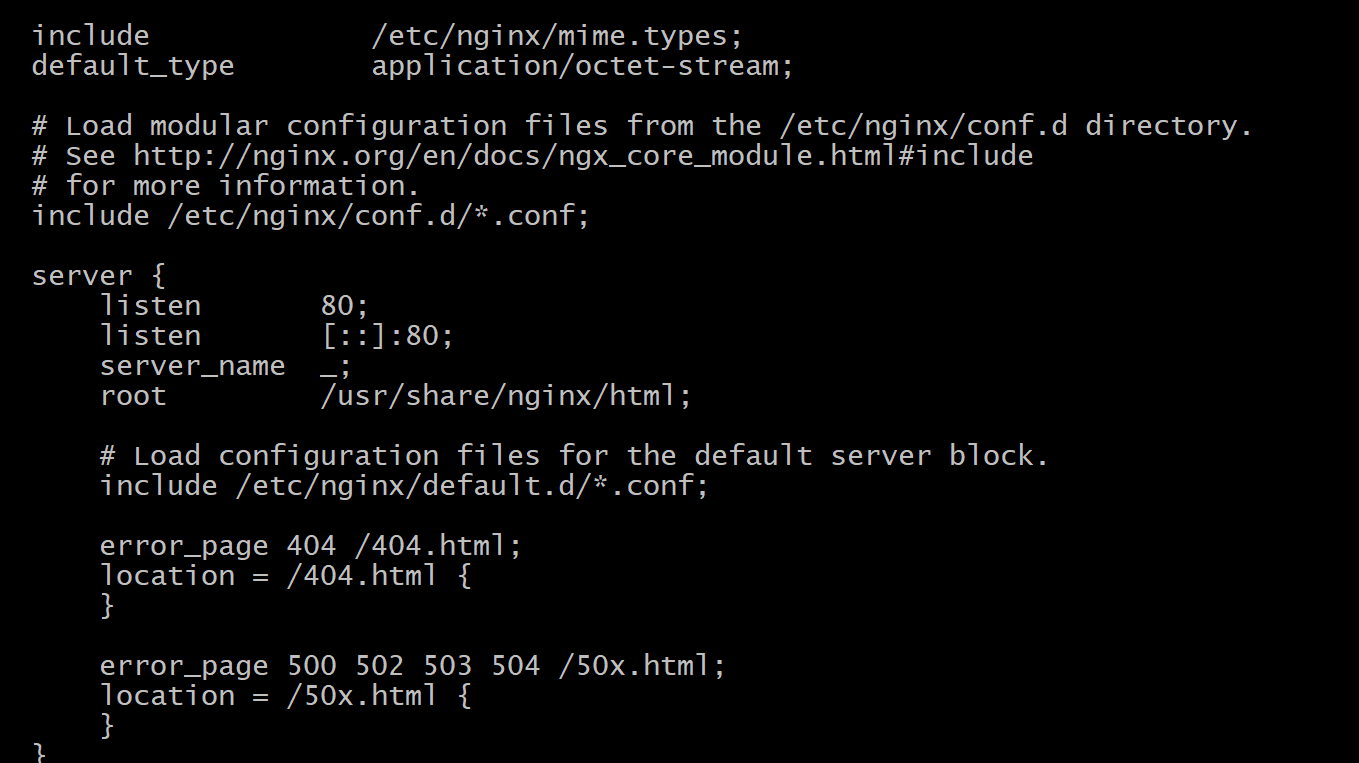 include             /etc/nginx/mime.types;
default_type        application/octet-stream;
# Load modular configuration files from the /etc/nginx/conf.d directory.
# See http://nginx.org/en/docs/ngx_core_module.html#include
# for more information.
include /etc/nginx/conf.d/*.conf;
server {
    listen       80;
    listen       [::]:80;
    server_name  _;
    root         /usr/share/nginx/html;
    # Load configuration files for the default server block.
    include /etc/nginx/default.d/*.conf;
    error_page 404 /404.html;
    location = /404.html {
    }
    error_page 500 502 503 504 /50x.html;
    location = /50x.html {
    }
}